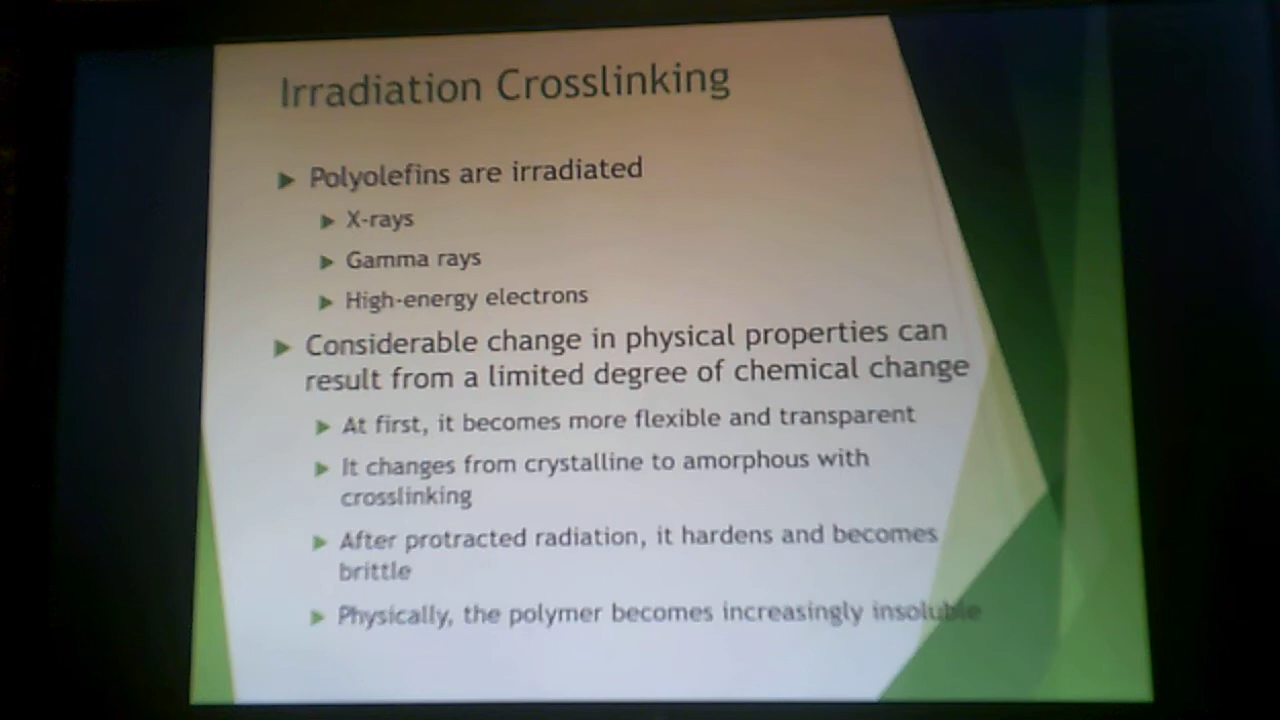 Irradiation Crosslinking
Polyolefins are irradiated
X-rays
Gamma rays
High-energy electrons
Considerable change in physical properties can
result from a limited degree of chemical change
At first, it becomes more flexible and transparent
It changes from crystalline to amorphous with
crosslinking
After protracted radiation, it hardens and becomes
brittle
Physically, the polymer becomes increasingly insoluble